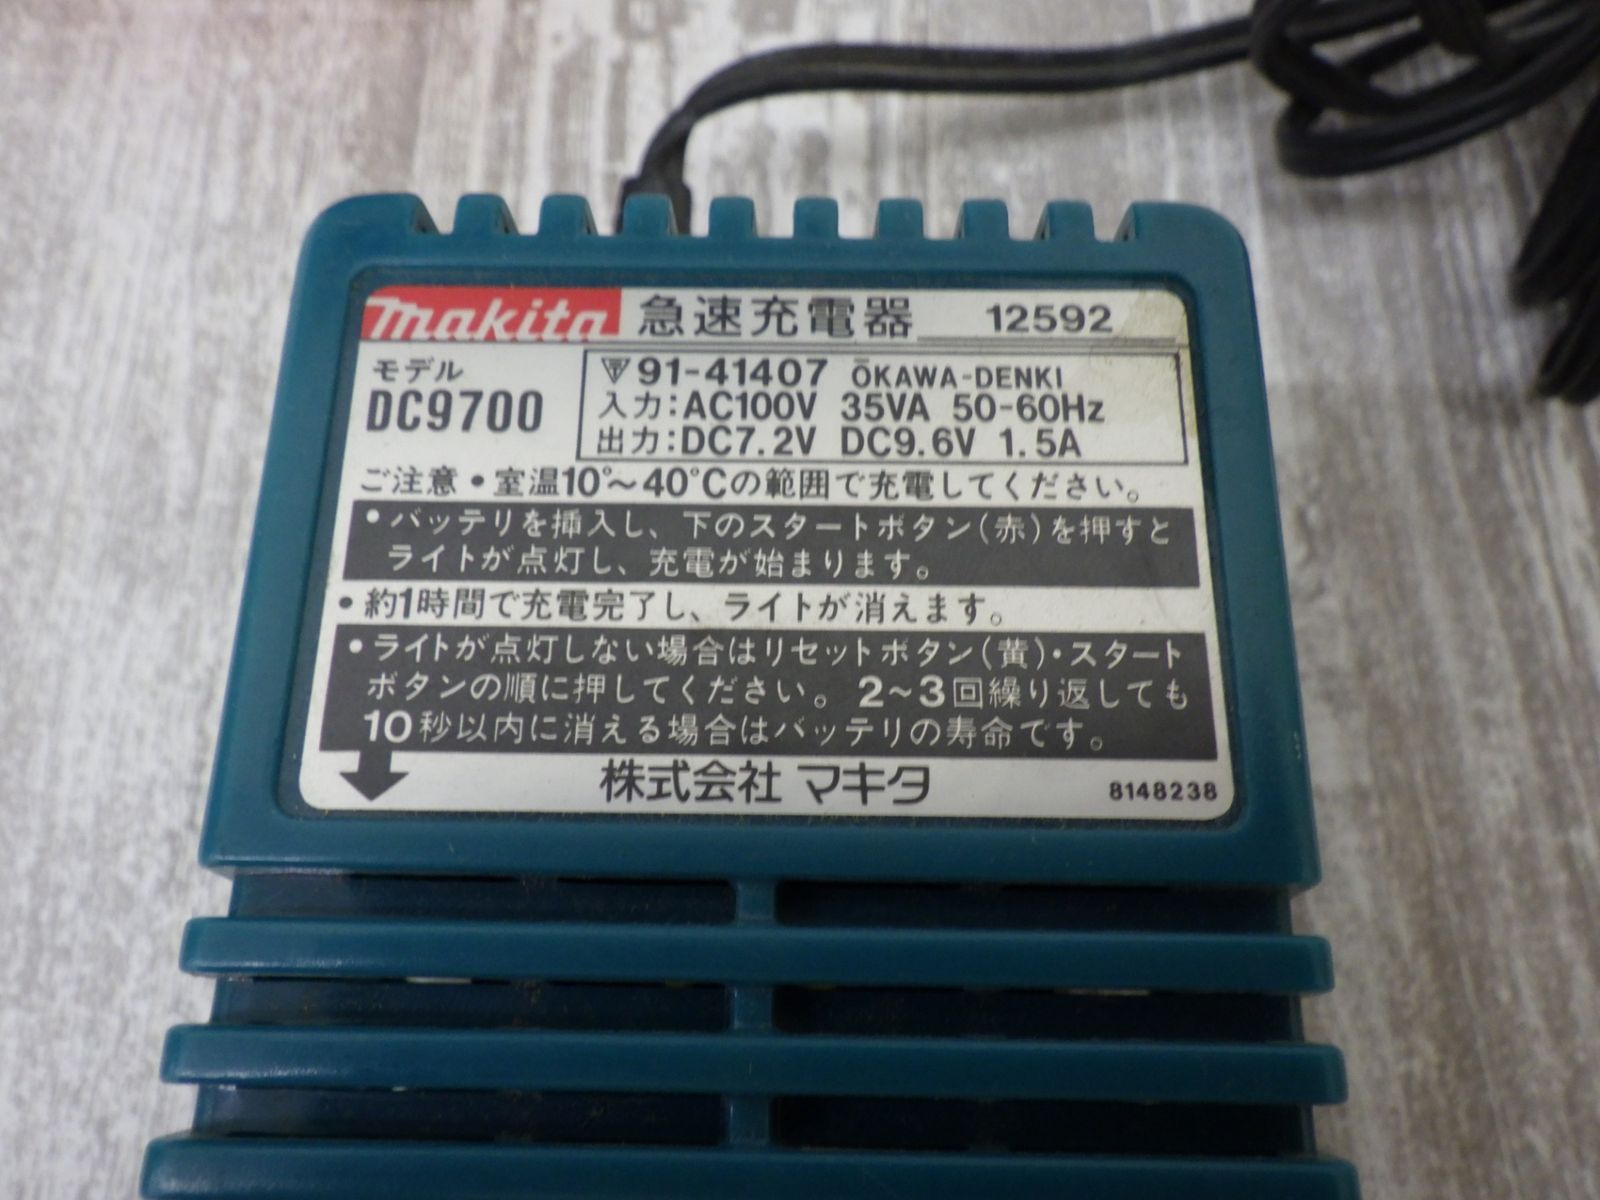 makita 急速充電器 12592
モデル
DC9700
91-41407 ŌKAWA-DENKI
入力:AC100V 35VA 50-60Hz
出力:DC7.2V DC9.6V 1.5A
ご注意・室温10°~40°Cの範囲で充電してください。
・バッテリを挿入し、下のスタートボタン(赤)を押すと
ライトが点灯し、充電が始まります。
・約1時間で充電完了し、ライトが消えます。
・ライトが点灯しない場合はリセットボタン(黄)・スタート
ボタンの順に押してください。2~3回繰り返しても
10秒以内に消える場合はバッテリの寿命です。
株式会社 マキタ 8148238